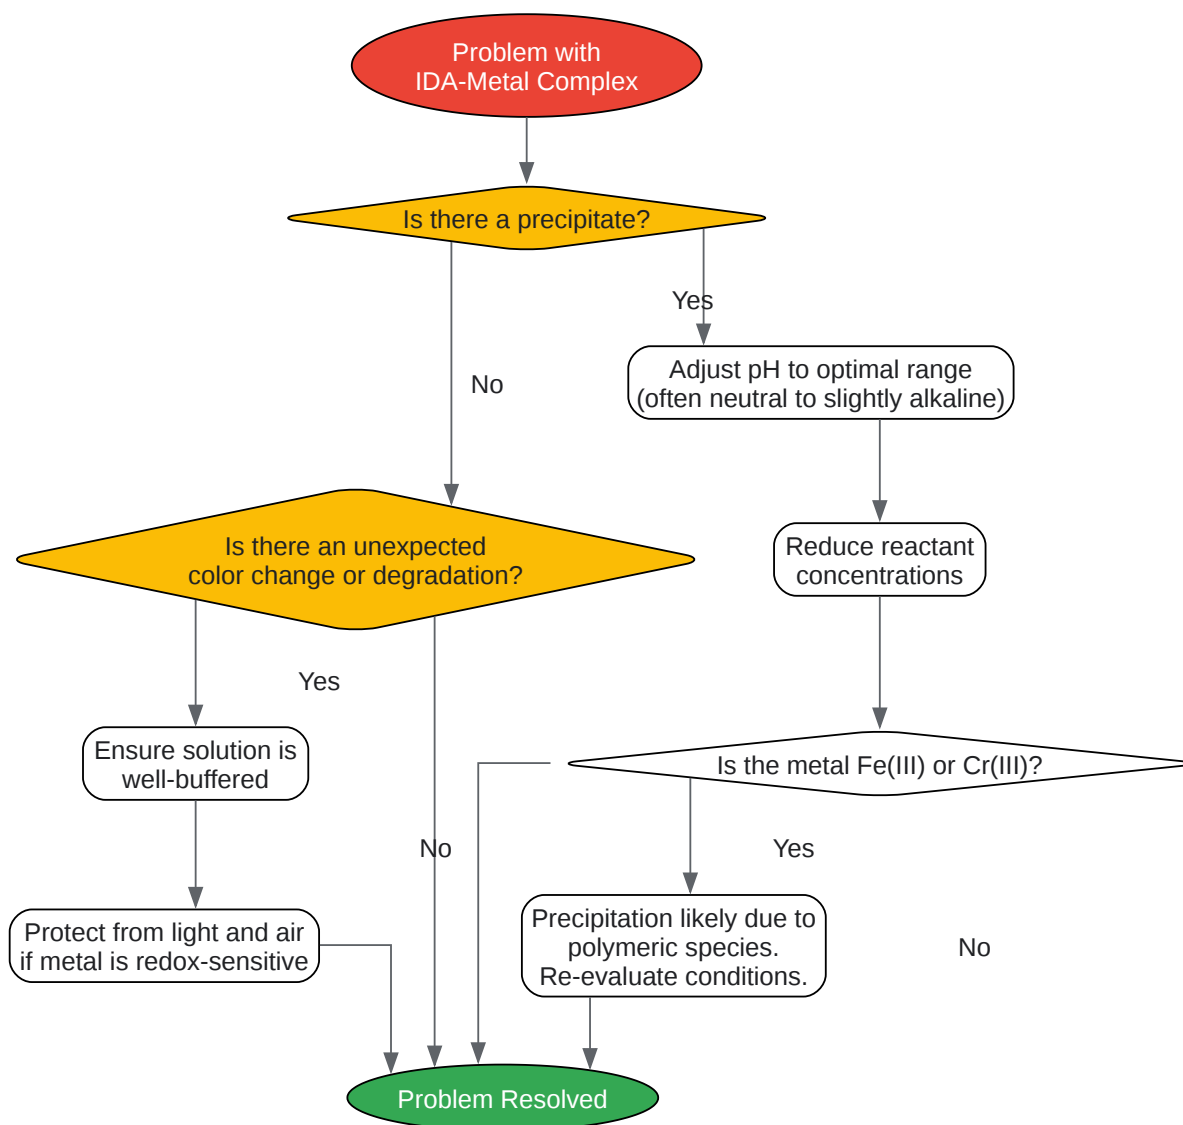 Problem with
IDA-Metal Complex
Is there a precipitate?
Yes
Adjust pH to optimal range
(often neutral to slightly alkaline)
No
Is there an unexpected
color change or degradation?
Reduce reactant
concentrations
Yes
Ensure solution is
well-buffered
Is the metal Fe(III) or Cr(III)?
No
Yes
Protect from light and air
if metal is redox-sensitive
Precipitation likely due to
polymeric species.
Re-evaluate conditions.
No
Problem Resolved